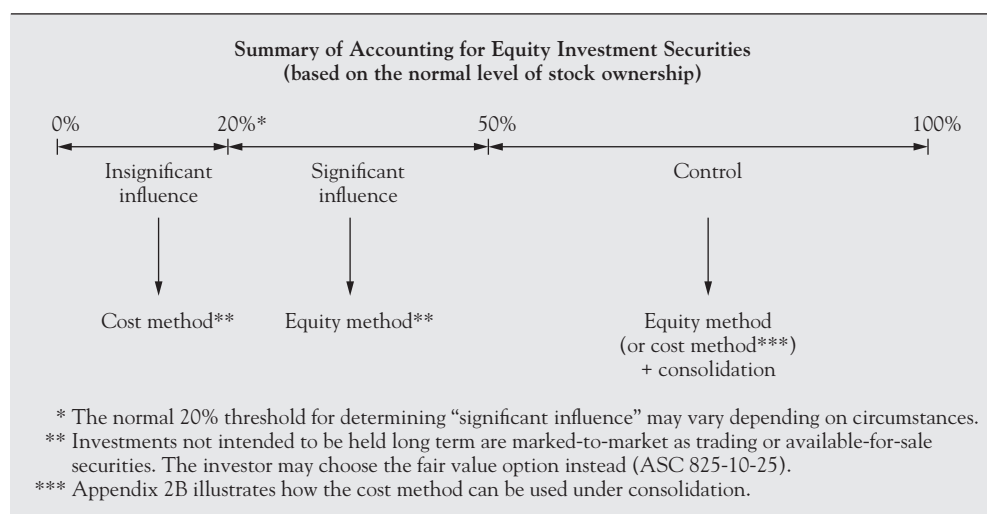 Summary of Accounting for Equity Investment Securities
(based on the normal level of stock ownership)
0% 20%* 50% 100%
Insignificant influence
Significant influence
Control
Cost method**
Equity method**
Equity method
(or cost method***)
+ consolidation
* The normal 20% threshold for determining “significant influence” may vary depending on circumstances.
** Investments not intended to be held long term are marked-to-market as trading or available-for-sale
securities. The investor may choose the fair value option instead (ASC 825-10-25).
*** Appendix 2B illustrates how the cost method can be used under consolidation.